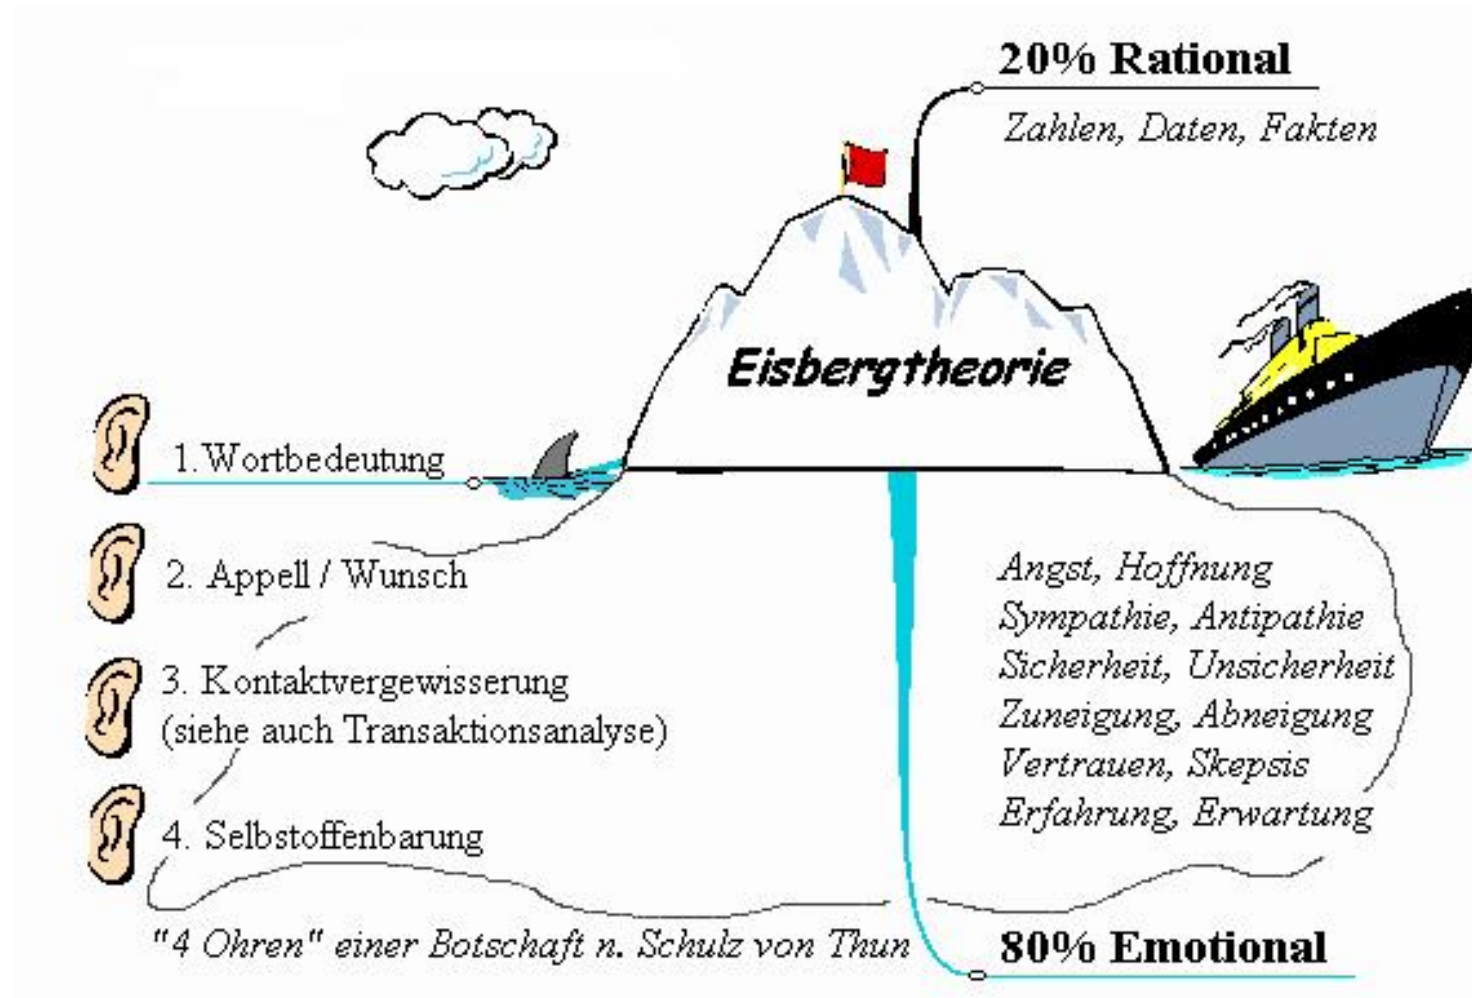 20% Rational
Zahlen, Daten, Fakten
Eisbergtheorie
1.Wortbedeutung
2. Appell / Wunsch
3. Kontaktvergewisserung
(siehe auch Transaktionsanalyse)
4. Selbstoffenbarung
"4 Ohren" einer Botschaft n. Schulz von Thun
Angst, Hoffnung
Sympathie, Antipathie
Sicherheit, Unsicherheit
Zuneigung, Abneigung
Vertrauen, Skepsis
Erfahrung, Erwartung
80% Emotional